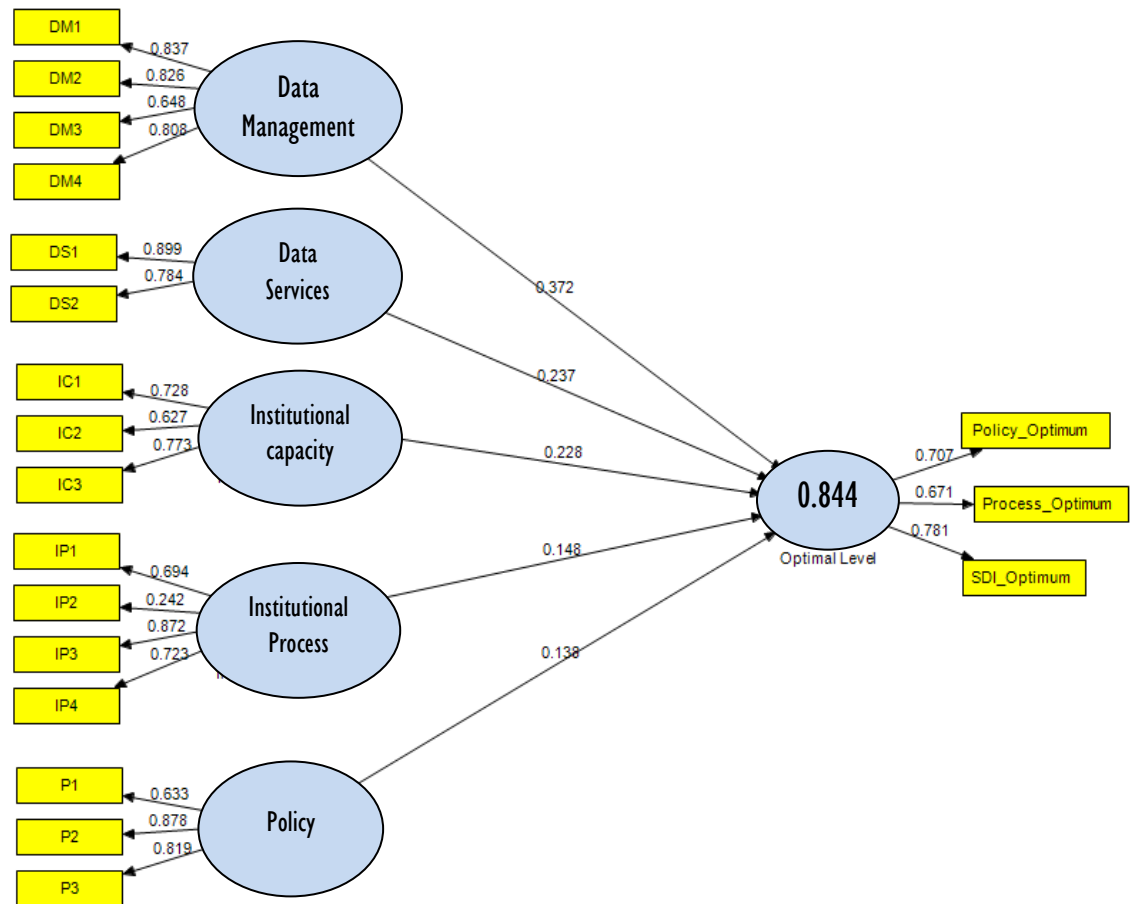 DM1
0.837
DM2
0.826
DM3
0.648
DM4
0.808
Data
Management
0.372
DS1
0.899
DS2
0.784
Data
Services
0.237
IC1
0.728
IC2
0.627
IC3
0.773
Institutional
capacity
0.228
IP1
0.694
IP2
0.242
IP3
0.872
IP4
0.723
Institutional
Process
0.148
P1
0.633
P2
0.878
P3
0.819
Policy
0.138
0.844
Optimal Level
Policy_Optimum
0.707
Process_Optimum
0.671
SDI_Optimum
0.781